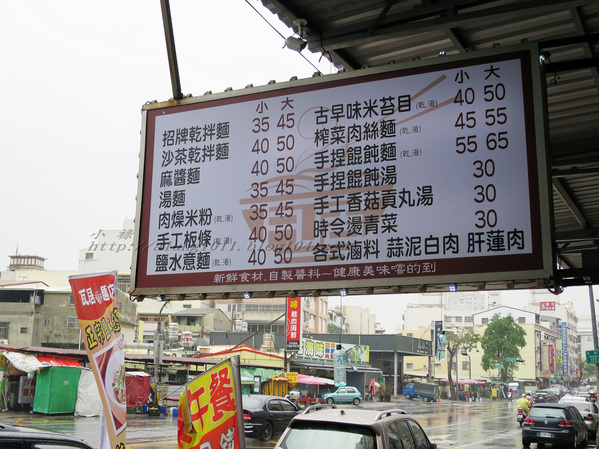 小 大
招牌乾拌麵 35 45
沙茶乾拌麵 40 50
麻醬麵 40 50
湯麵 35 45
肉燥米粉(乾.湯) 35 45
手工板條(乾.湯) 40 50
鹽水意麵(乾.湯) 40 50
小 大
古早味米苔目(乾.湯) 40 50
榨菜肉絲麵(乾.湯) 45 55
手捏餛飩麵(乾.湯) 55 65
手捏餛飩湯 30
手工香菇貢丸湯 30
時令燙青菜 30
各式滷料 蒜泥白肉 肝蓮肉
新鮮食材.自製醬料~健康美味嚐的到
瓦居麵店
午餐